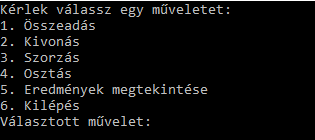 Kérlek válassz egy műveletet:
1. Összeadás
2. Kivonás
3. Szorzás
4. Osztás
5. Eredmények megtekintése
6. Kilépés
Választott művelet: